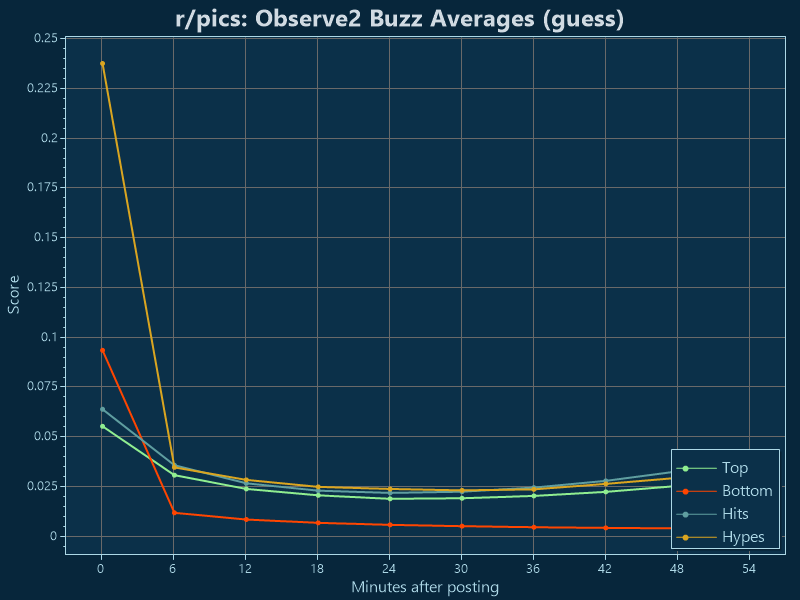 r/pics: Observe2 Buzz Averages (guess)
0.25
0.225
0.2
0.175
0.15
0.125
0.1
0.075
0.05
0.025
0
Score
Top
Bottom
Hits
Hypes
0 6 12 18 24 30 36 42 48 54
Minutes after posting